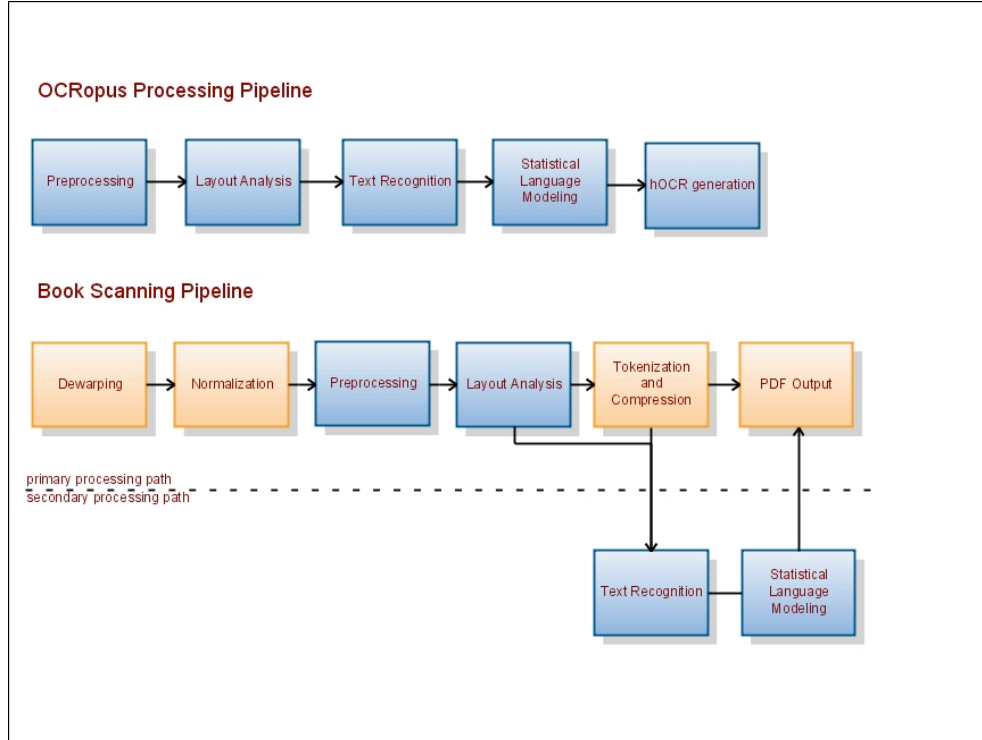 OCRopus Processing Pipeline
Preprocessing
Layout Analysis
Text Recognition
Statistical
Language
Modeling
hOCR generation
Book Scanning Pipeline
Dewarping
Normalization
Preprocessing
Layout Analysis
Tokenization
and
Compression
PDF Output
primary processing path
secondary processing path
Text Recognition
Statistical
Language
Modeling